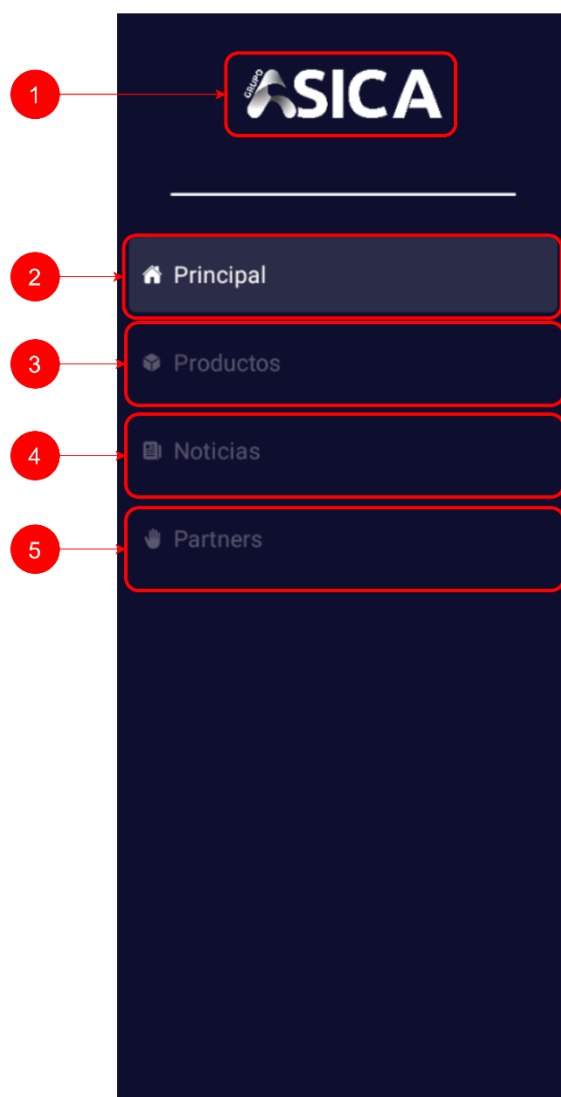 1
GRUPO
ASICA
2
Principal
3
Productos
4
Noticias
5
Partners